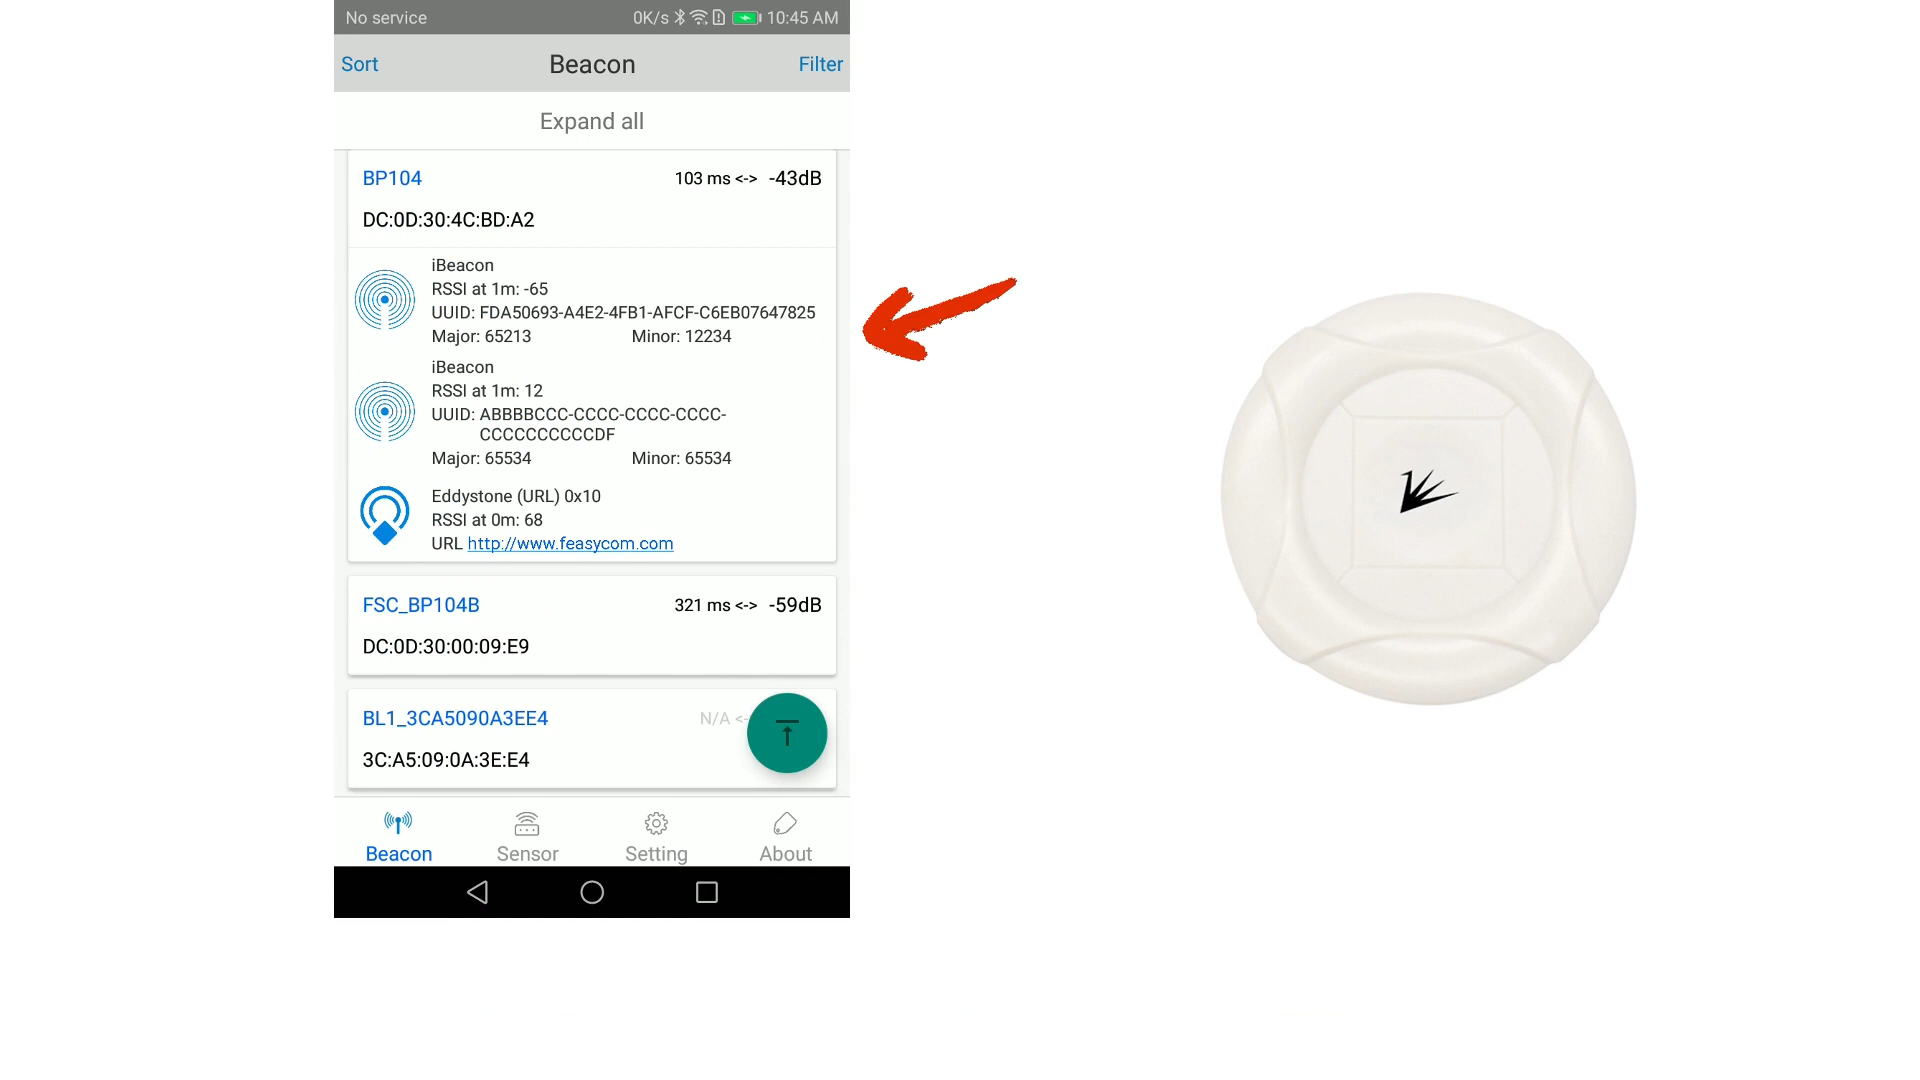 No service 0K/s 10:45 AM
Sort Beacon Filter
Expand all
BP104 103 ms <-> -43dB
DC:0D:30:4C:BD:A2
iBeacon
RSSI at 1m: -65
UUID: FDA50693-A4E2-4FB1-AFCF-C6EB07647825
Major: 65213 Minor: 12234
iBeacon
RSSI at 1m: 12
UUID: ABBBBCCC-CCCC-CCCC-CCCC-
CCCCCCCCCCDF
Major: 65534 Minor: 65534
Eddystone (URL) 0x10
RSSI at 0m: 68
URL http://www.feasycom.com
FSC_BP104B 321 ms <-> -59dB
DC:0D:30:00:09:E9
BL1_3CA5090A3EE4 N/A <-
3C:A5:09:0A:3E:E4
Beacon Sensor Setting About